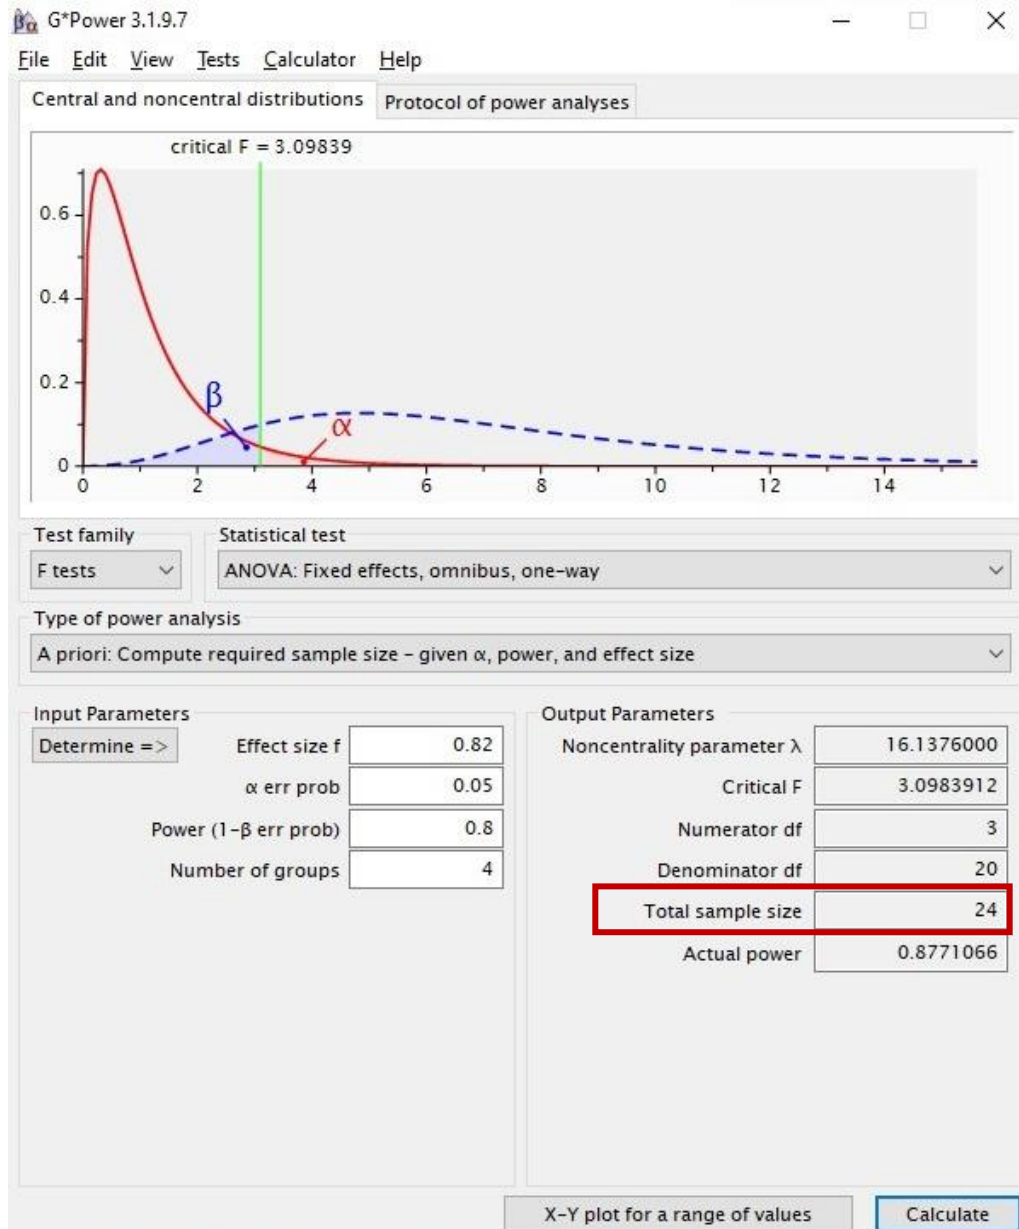 G*Power 3.1.9.7
File Edit View Tests Calculator Help
Central and noncentral distributions Protocol of power analyses
critical F = 3.09839
0.6
0.4
0.2
0
β
α
0 2 4 6 8 10 12 14
Test family Statistical test
F tests ANOVA: Fixed effects, omnibus, one-way
Type of power analysis
A priori: Compute required sample size – given α, power, and effect size
Input Parameters Output Parameters
Determine => Effect size f 0.82 Noncentrality parameter λ 16.1376000
α err prob 0.05 Critical F 3.0983912
Power (1-β err prob) 0.8 Numerator df 3
Number of groups 4 Denominator df 20
Total sample size 24
Actual power 0.8771066
X-Y plot for a range of values Calculate